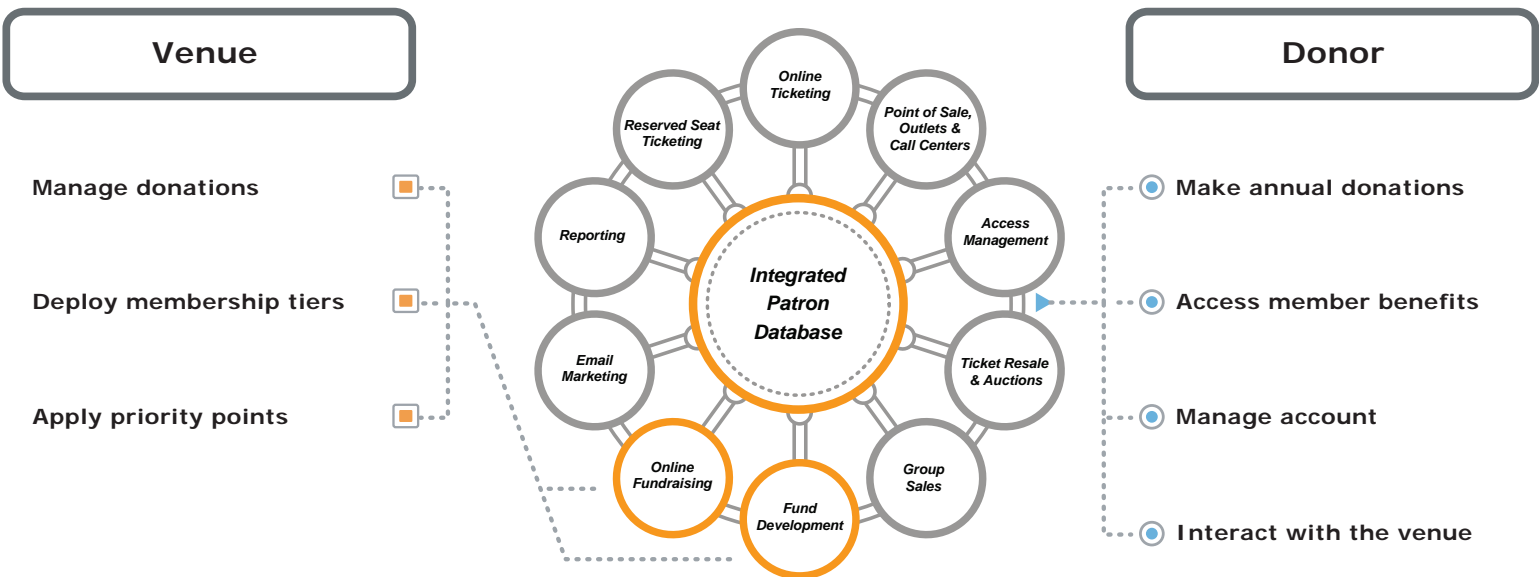 Venue
Manage donations
Deploy membership tiers
Apply priority points
Online
Ticketing
Point of Sale,
Outlets &
Call Centers
Reserved Seat
Ticketing
Access
Management
Reporting
Integrated
Patron
Database
Email
Marketing
Ticket Resale
& Auctions
Online
Fundraising
Group
Sales
Fund
Development
Donor
Make annual donations
Access member benefits
Manage account
Interact with the venue